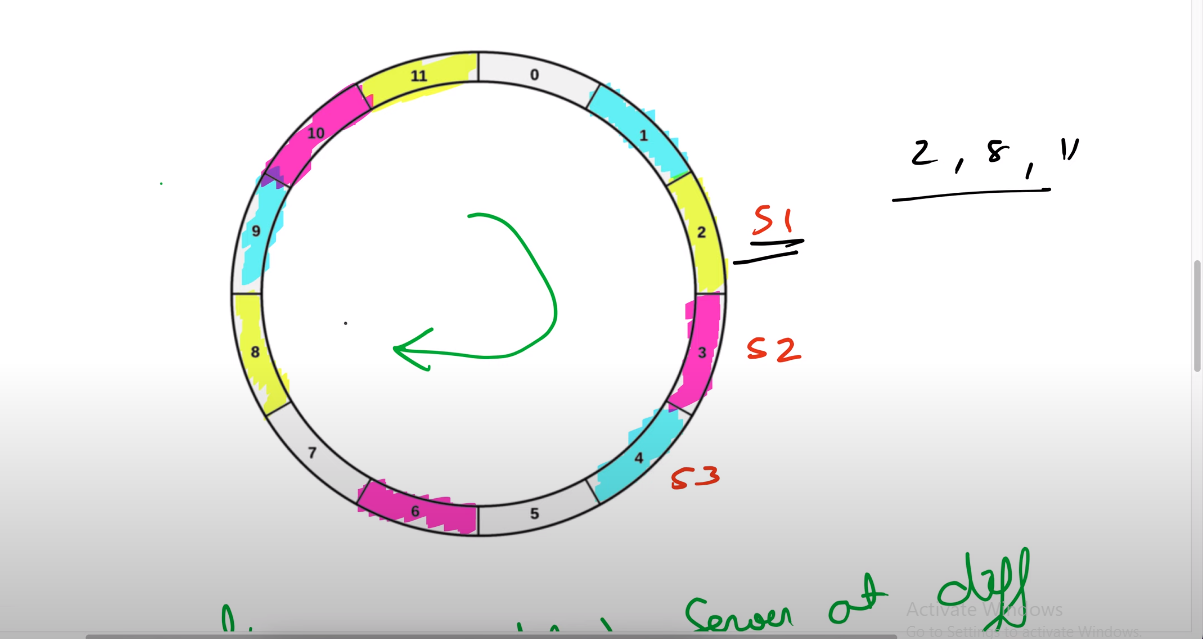 11
0
10
1
2, 8, 11
9
2
S1
8
3
S2
7
4
S3
6
5
Server at diff
Activate Windows
Go to Settings to activate Windows.